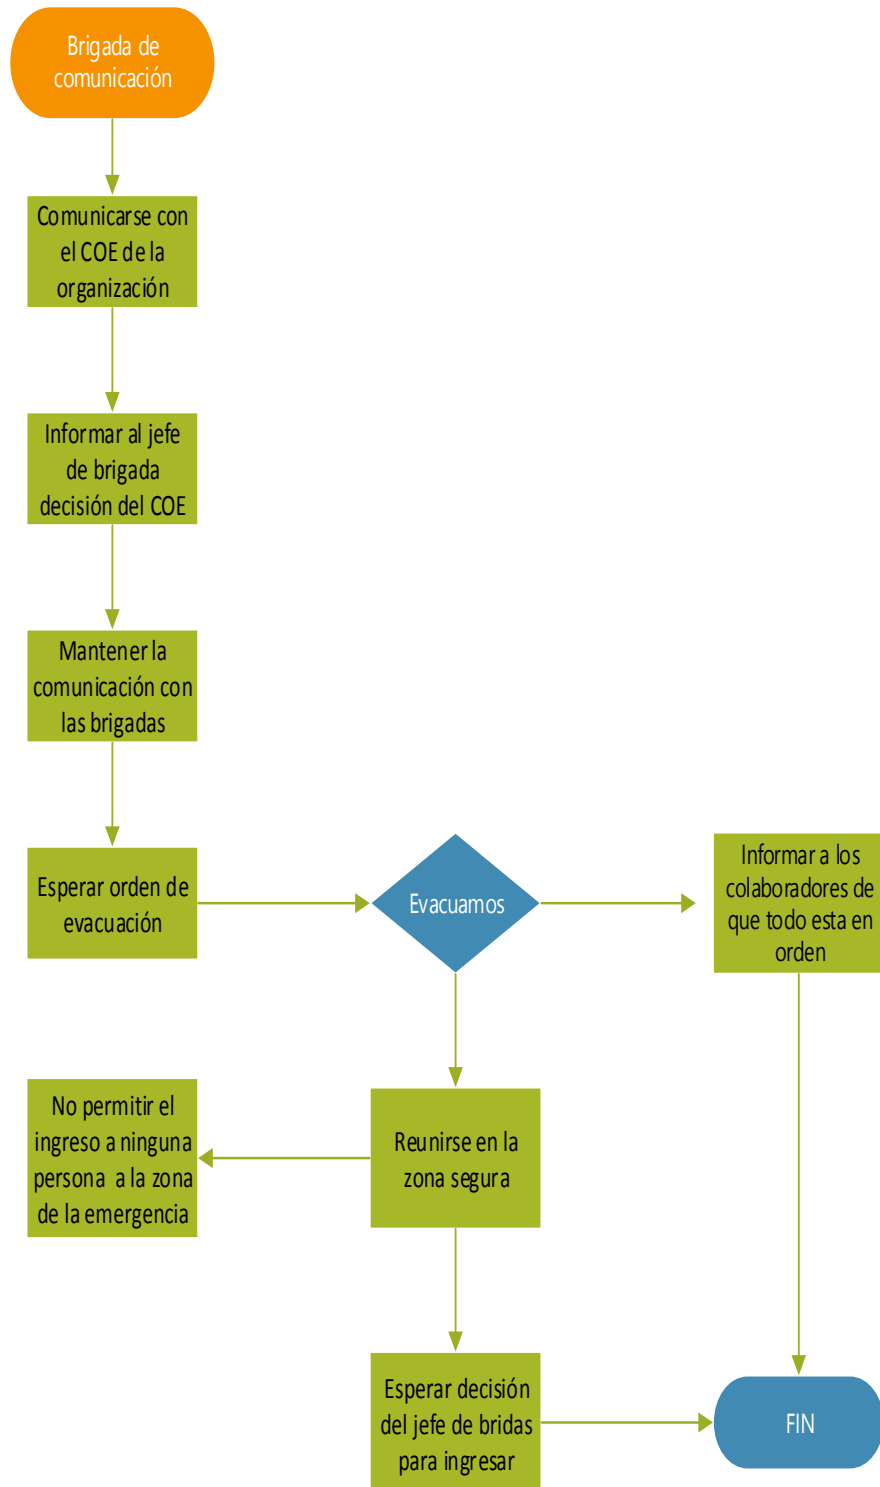 Brigada de
comunicación
Comunicarse con
el COE de la
organización
Informar al jefe
de brigada
decisión del COE
Mantener la
comunicación con
las brigadas
Esperar orden de
evacuación
Evacuamos
Informar a los
colaboradores de
que todo esta en
orden
No permitir el
ingreso a ninguna
persona a la zona
de la emergencia
Reunirse en la
zona segura
Esperar decisión
del jefe de bridas
para ingresar
FIN